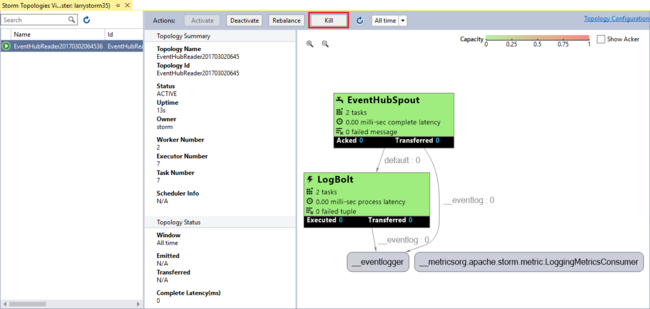 Storm Topologies Vi...ster: larrystorm35)
Search
Name Id
EventHubReader20170302064536 EventHubRea
Actions: Activate Deactivate Rebalance Kill All time Topology Configuration
Topology Summary
Topology Name
EventHubReader201703020645
Topology Id
EventHubReader201703020645
Status
ACTIVE
Uptime
13s
Owner
storm
Worker Number
2
Executor Number
7
Task Number
7
Scheduler Info
N/A
Topology Status
Window
All time
Emitted
N/A
Transferred
N/A
Complete Latency(ms)
0
Capacity
0 0.25 0.5 0.75 1
Show Acker
EventHubSpout
2 tasks
0.00 milli-sec complete latency
0 failed message
Acked 0 Transferred 0
default : 0
LogBolt
2 tasks
0.00 milli-sec process latency
0 failed tuple
Executed 0 Transferred 0
__eventlog : 0
__eventlog : 0
__eventlogger
__metricsorg.apache.storm.metric.LoggingMetricsConsumer